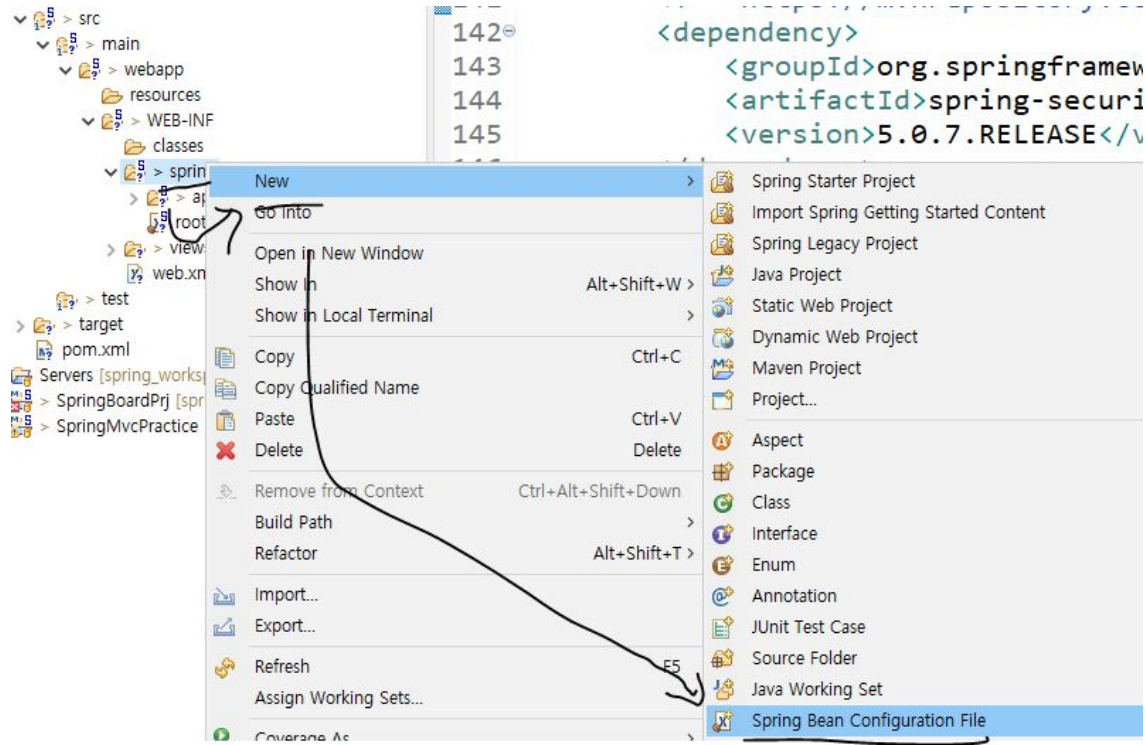 > src
> main
> webapp
resources
> WEB-INF
classes
> sprin
> ap
root
> view
web.xm
> test
> target
pom.xml
Servers [spring_worksp
> SpringBoardPrj [spr
> SpringMvcPractice
142
<dependency>
143
<groupId>org.springframew
144
<artifactId>spring-securi
145
<version>5.0.7.RELEASE</v
New >
Go Into
Open in New Window
Show In Alt+Shift+W >
Show in Local Terminal >
Copy Ctrl+C
Copy Qualified Name
Paste Ctrl+V
Delete Delete
Remove from Context Ctrl+Alt+Shift+Down
Build Path >
Refactor Alt+Shift+T >
Import...
Export...
Refresh F5
Assign Working Sets...
Coverage As >
Spring Starter Project
Import Spring Getting Started Content
Spring Legacy Project
Java Project
Static Web Project
Dynamic Web Project
Maven Project
Project...
Aspect
Package
Class
Interface
Enum
Annotation
JUnit Test Case
Source Folder
Java Working Set
Spring Bean Configuration File